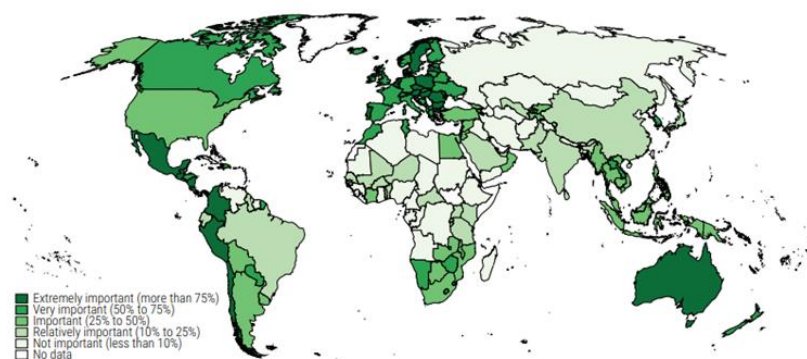 Extremely important (more than 75%)
Very important (50% to 75%)
Important (25% to 50%)
Relatively important (10% to 25%)
Not important (less than 10%)
No data